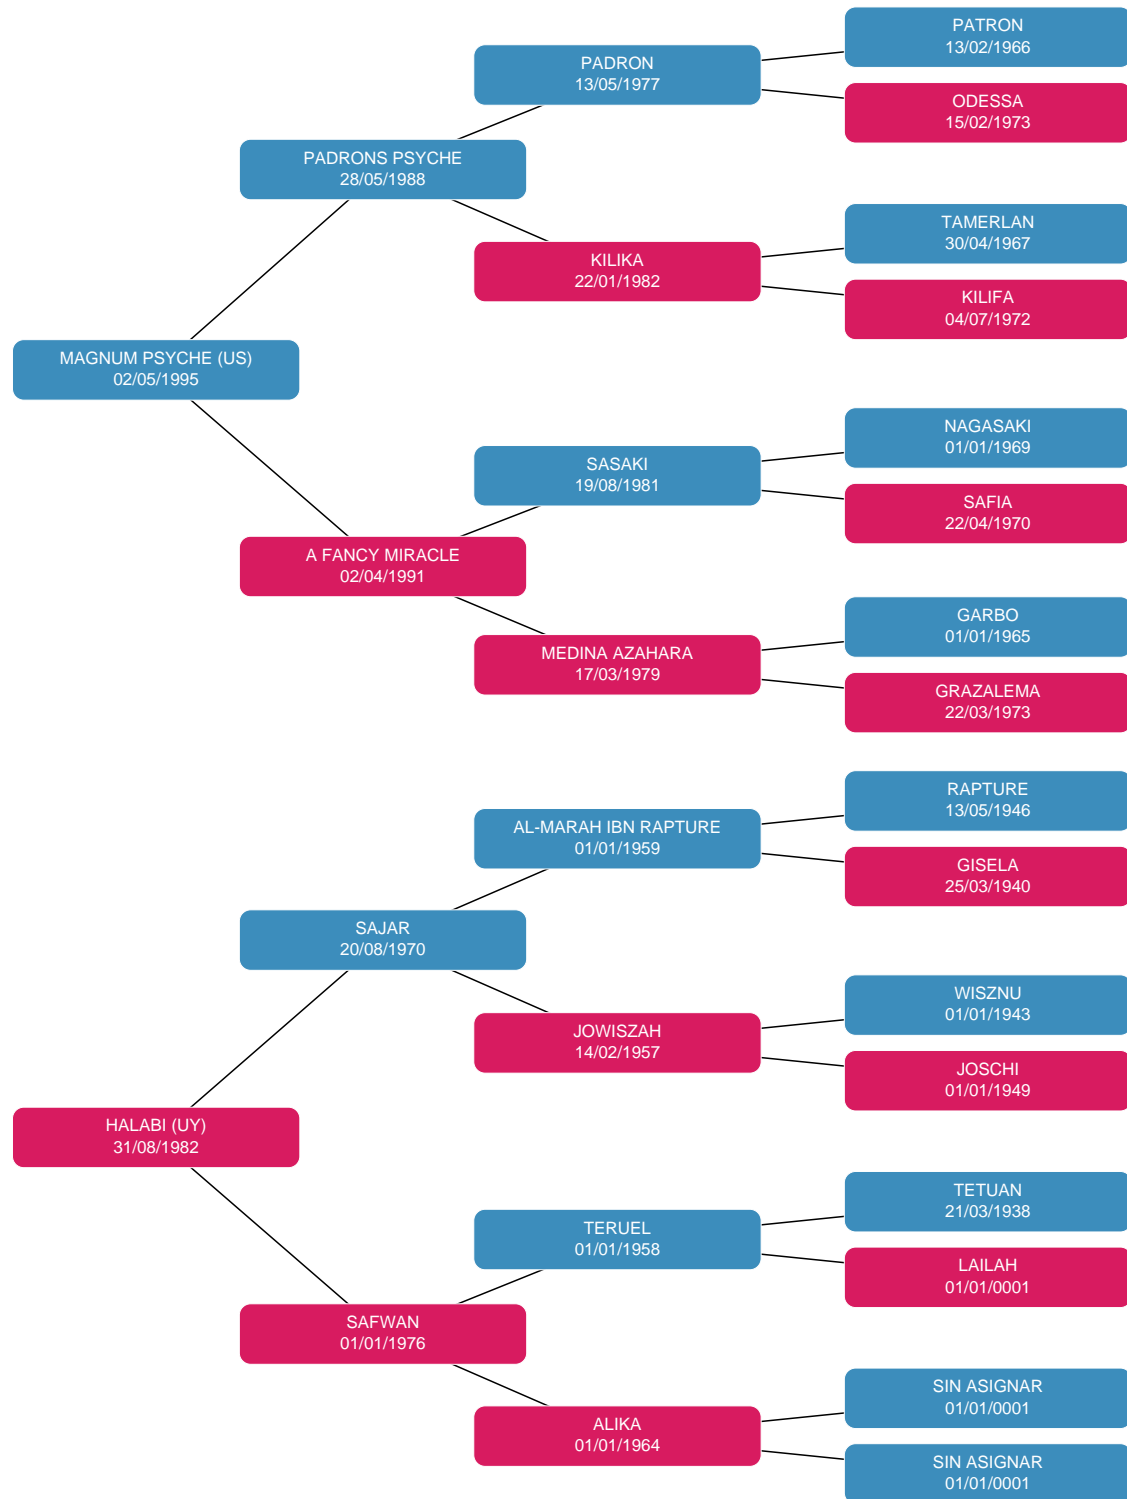 PATRON
13/02/1966
PADRON
13/05/1977
ODESSA
15/02/1973
PADRONS PSYCHE
28/05/1988
TAMERLAN
30/04/1967
KILIKA
22/01/1982
KILIFA
04/07/1972
MAGNUM PSYCHE (US)
02/05/1995
NAGASAKI
01/01/1969
SASAKI
19/08/1981
SAFIA
22/04/1970
A FANCY MIRACLE
02/04/1991
GARBO
01/01/1965
MEDINA AZAHARA
17/03/1979
GRAZALEMA
22/03/1973
RAPTURE
13/05/1946
AL-MARAH IBN RAPTURE
01/01/1959
GISELA
25/03/1940
SAJAR
20/08/1970
WISZNU
01/01/1943
JOWISZAH
14/02/1957
JOSCHI
01/01/1949
HALABI (UY)
31/08/1982
TETUAN
21/03/1938
TERUEL
01/01/1958
LAILAH
01/01/0001
SAFWAN
01/01/1976
SIN ASIGNAR
01/01/0001
ALIKA
01/01/1964
SIN ASIGNAR
01/01/0001